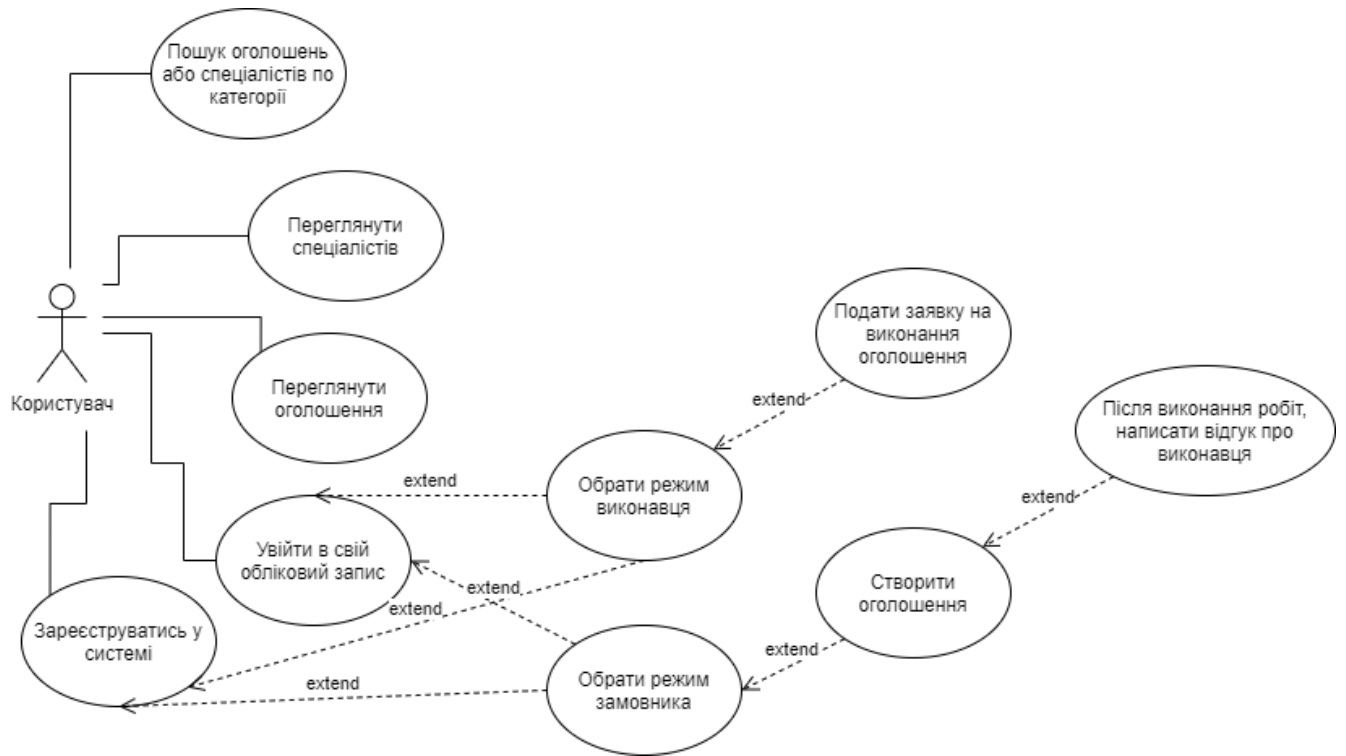 Пошук оголошень
або спеціалістів по
категорії
Переглянути
спеціалістів
Користувач
Переглянути
оголошення
Подати заявку на
виконання
оголошення
extend
Після виконання робіт,
написати відгук про
виконавця
extend
Обрати режим
виконавця
extend
Увійти в свій
обліковий запис
extend
extend
Створити
оголошення
Зареєструватись у
системі
extend
extend
Обрати режим
замовника